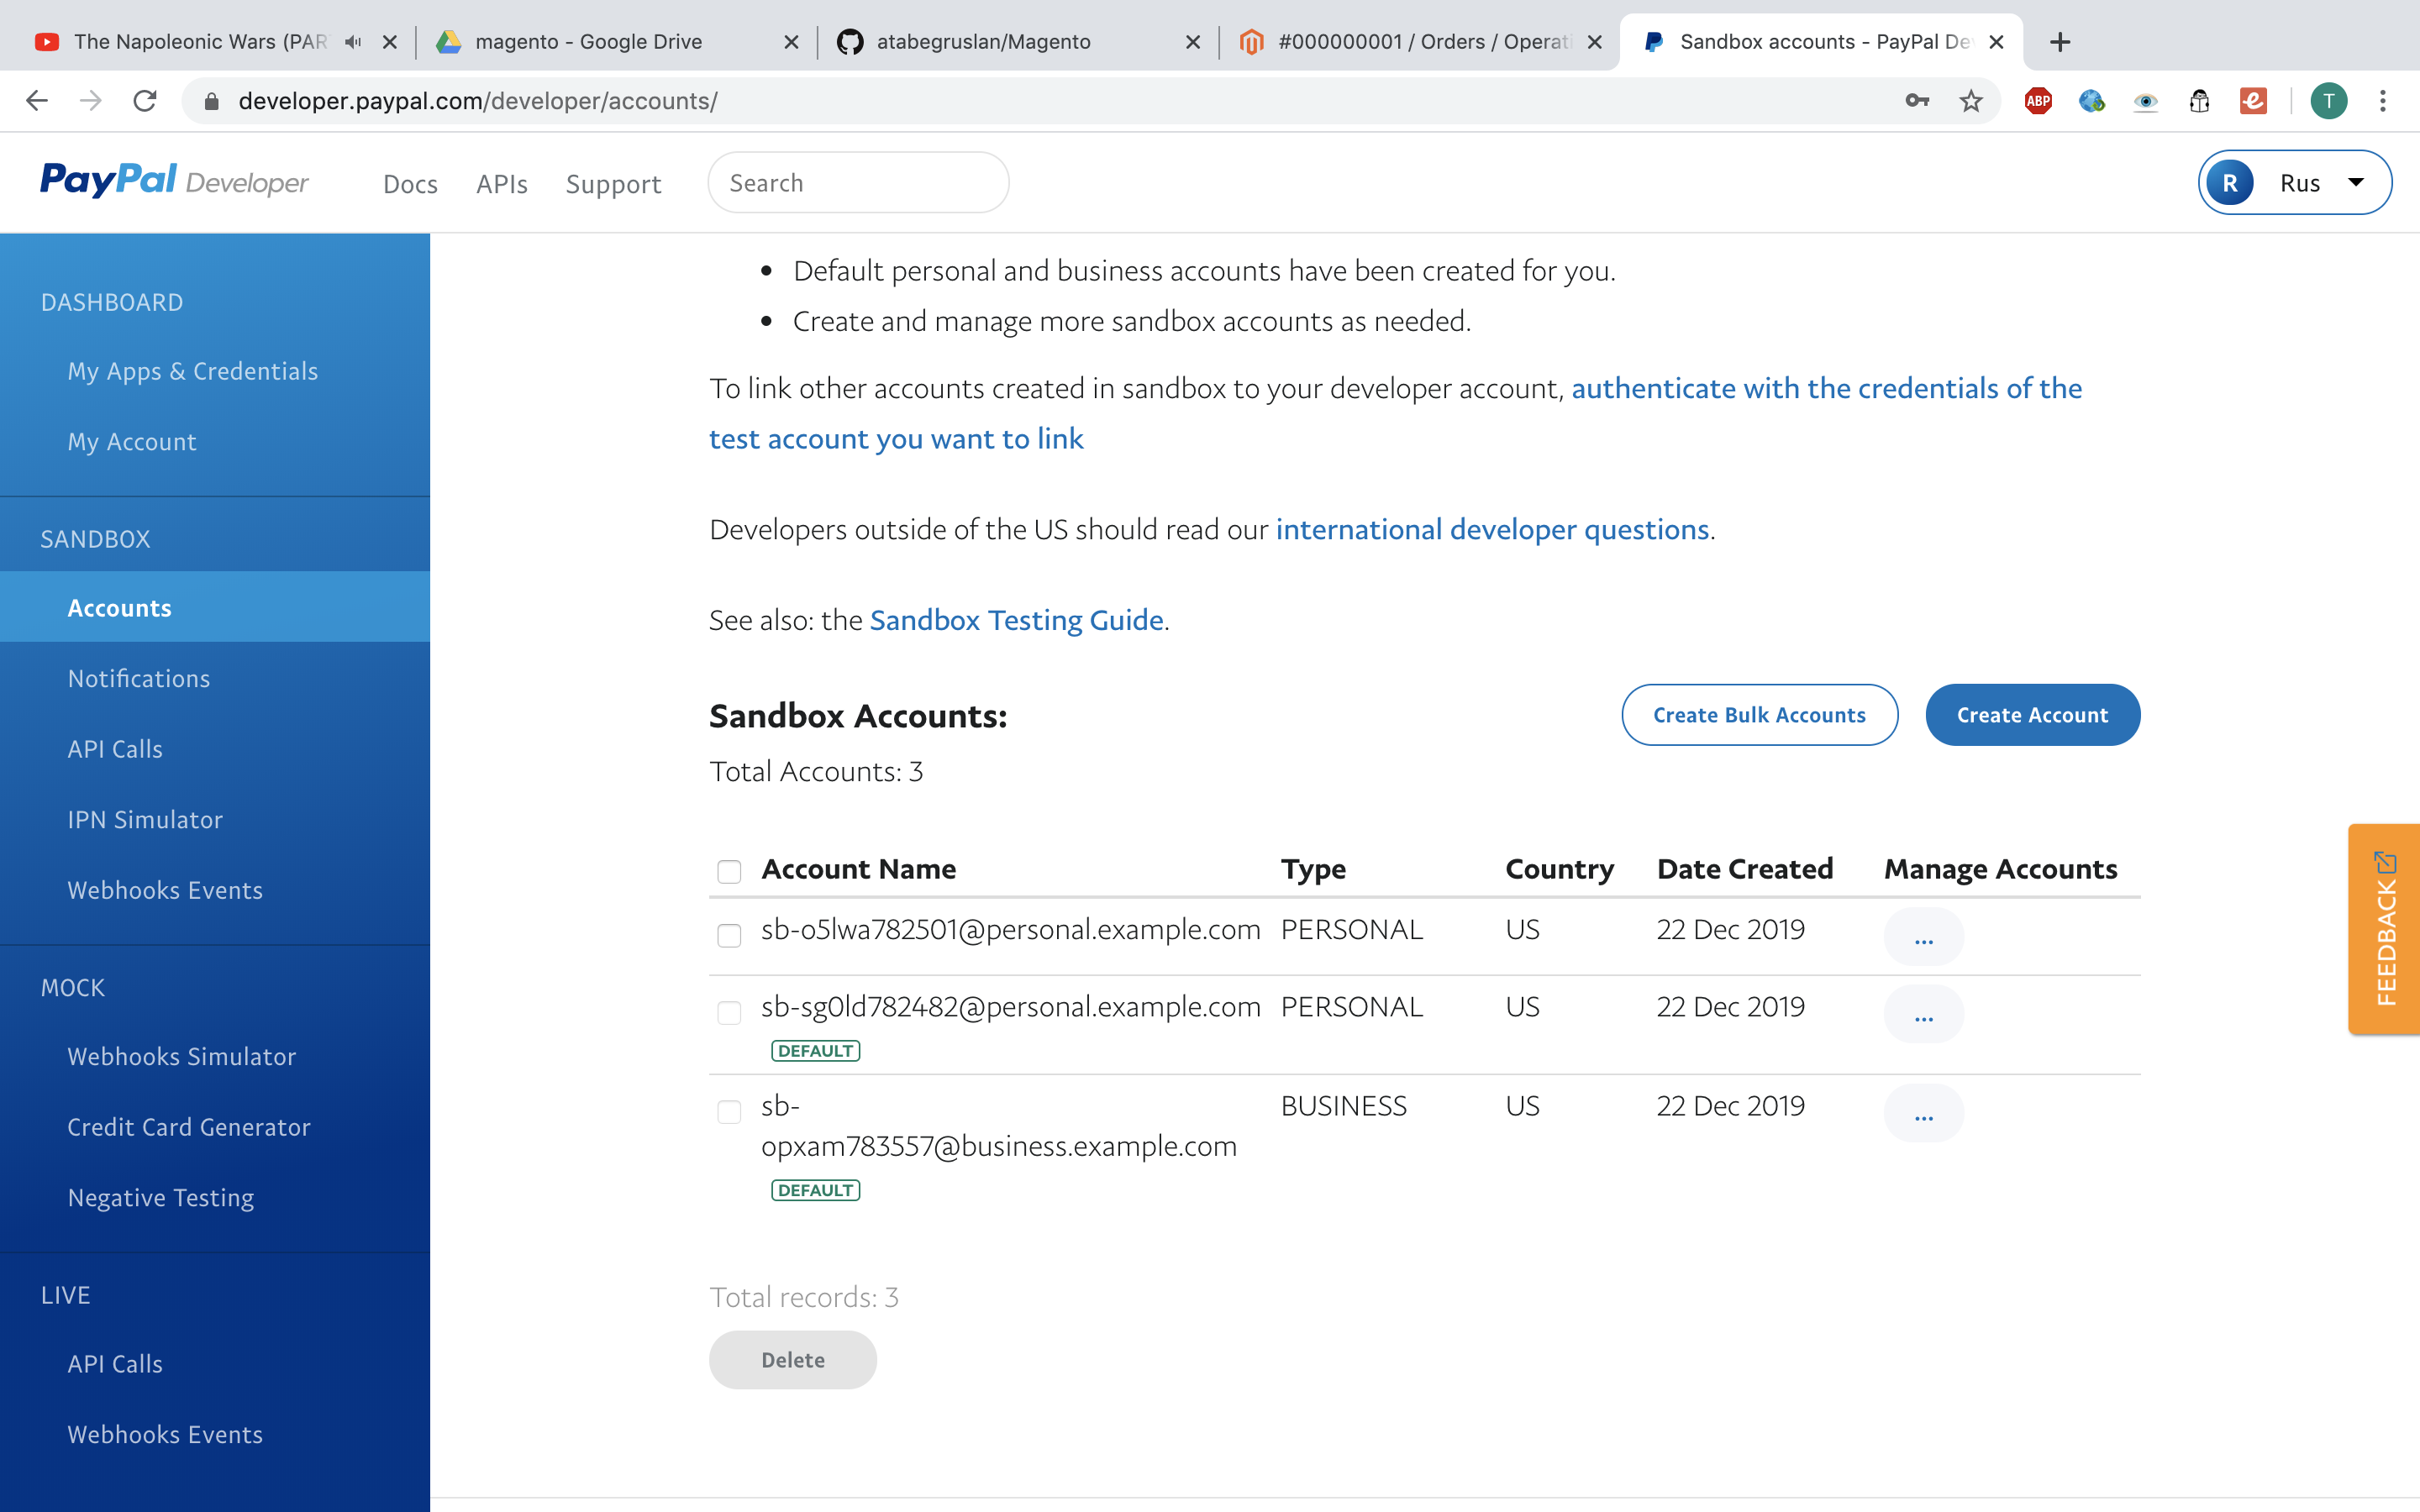 The Napoleonic Wars (PAR
magento - Google Drive
atabegruslan/Magento
#000000001 / Orders / Operati
Sandbox accounts - PayPal De
developer.paypal.com/developer/accounts/
ABP
T
PayPal Developer
Docs
APIs
Support
Search
R
Rus
DASHBOARD
My Apps & Credentials
My Account
SANDBOX
Accounts
Notifications
API Calls
IPN Simulator
Webhooks Events
MOCK
Webhooks Simulator
Credit Card Generator
Negative Testing
LIVE
API Calls
Webhooks Events
Default personal and business accounts have been created for you.
Create and manage more sandbox accounts as needed.
To link other accounts created in sandbox to your developer account, authenticate with the credentials of the
test account you want to link
Developers outside of the US should read our international developer questions.
See also: the Sandbox Testing Guide.
Sandbox Accounts:
Create Bulk Accounts
Create Account
Total Accounts: 3
Account Name Type Country Date Created Manage Accounts
sb-o5lwa782501@personal.example.com PERSONAL US 22 Dec 2019 ...
sb-sg0ld782482@personal.example.com PERSONAL US 22 Dec 2019 ...
DEFAULT
sb- BUSINESS US 22 Dec 2019 ...
opxam783557@business.example.com
DEFAULT
Total records: 3
Delete
FEEDBACK